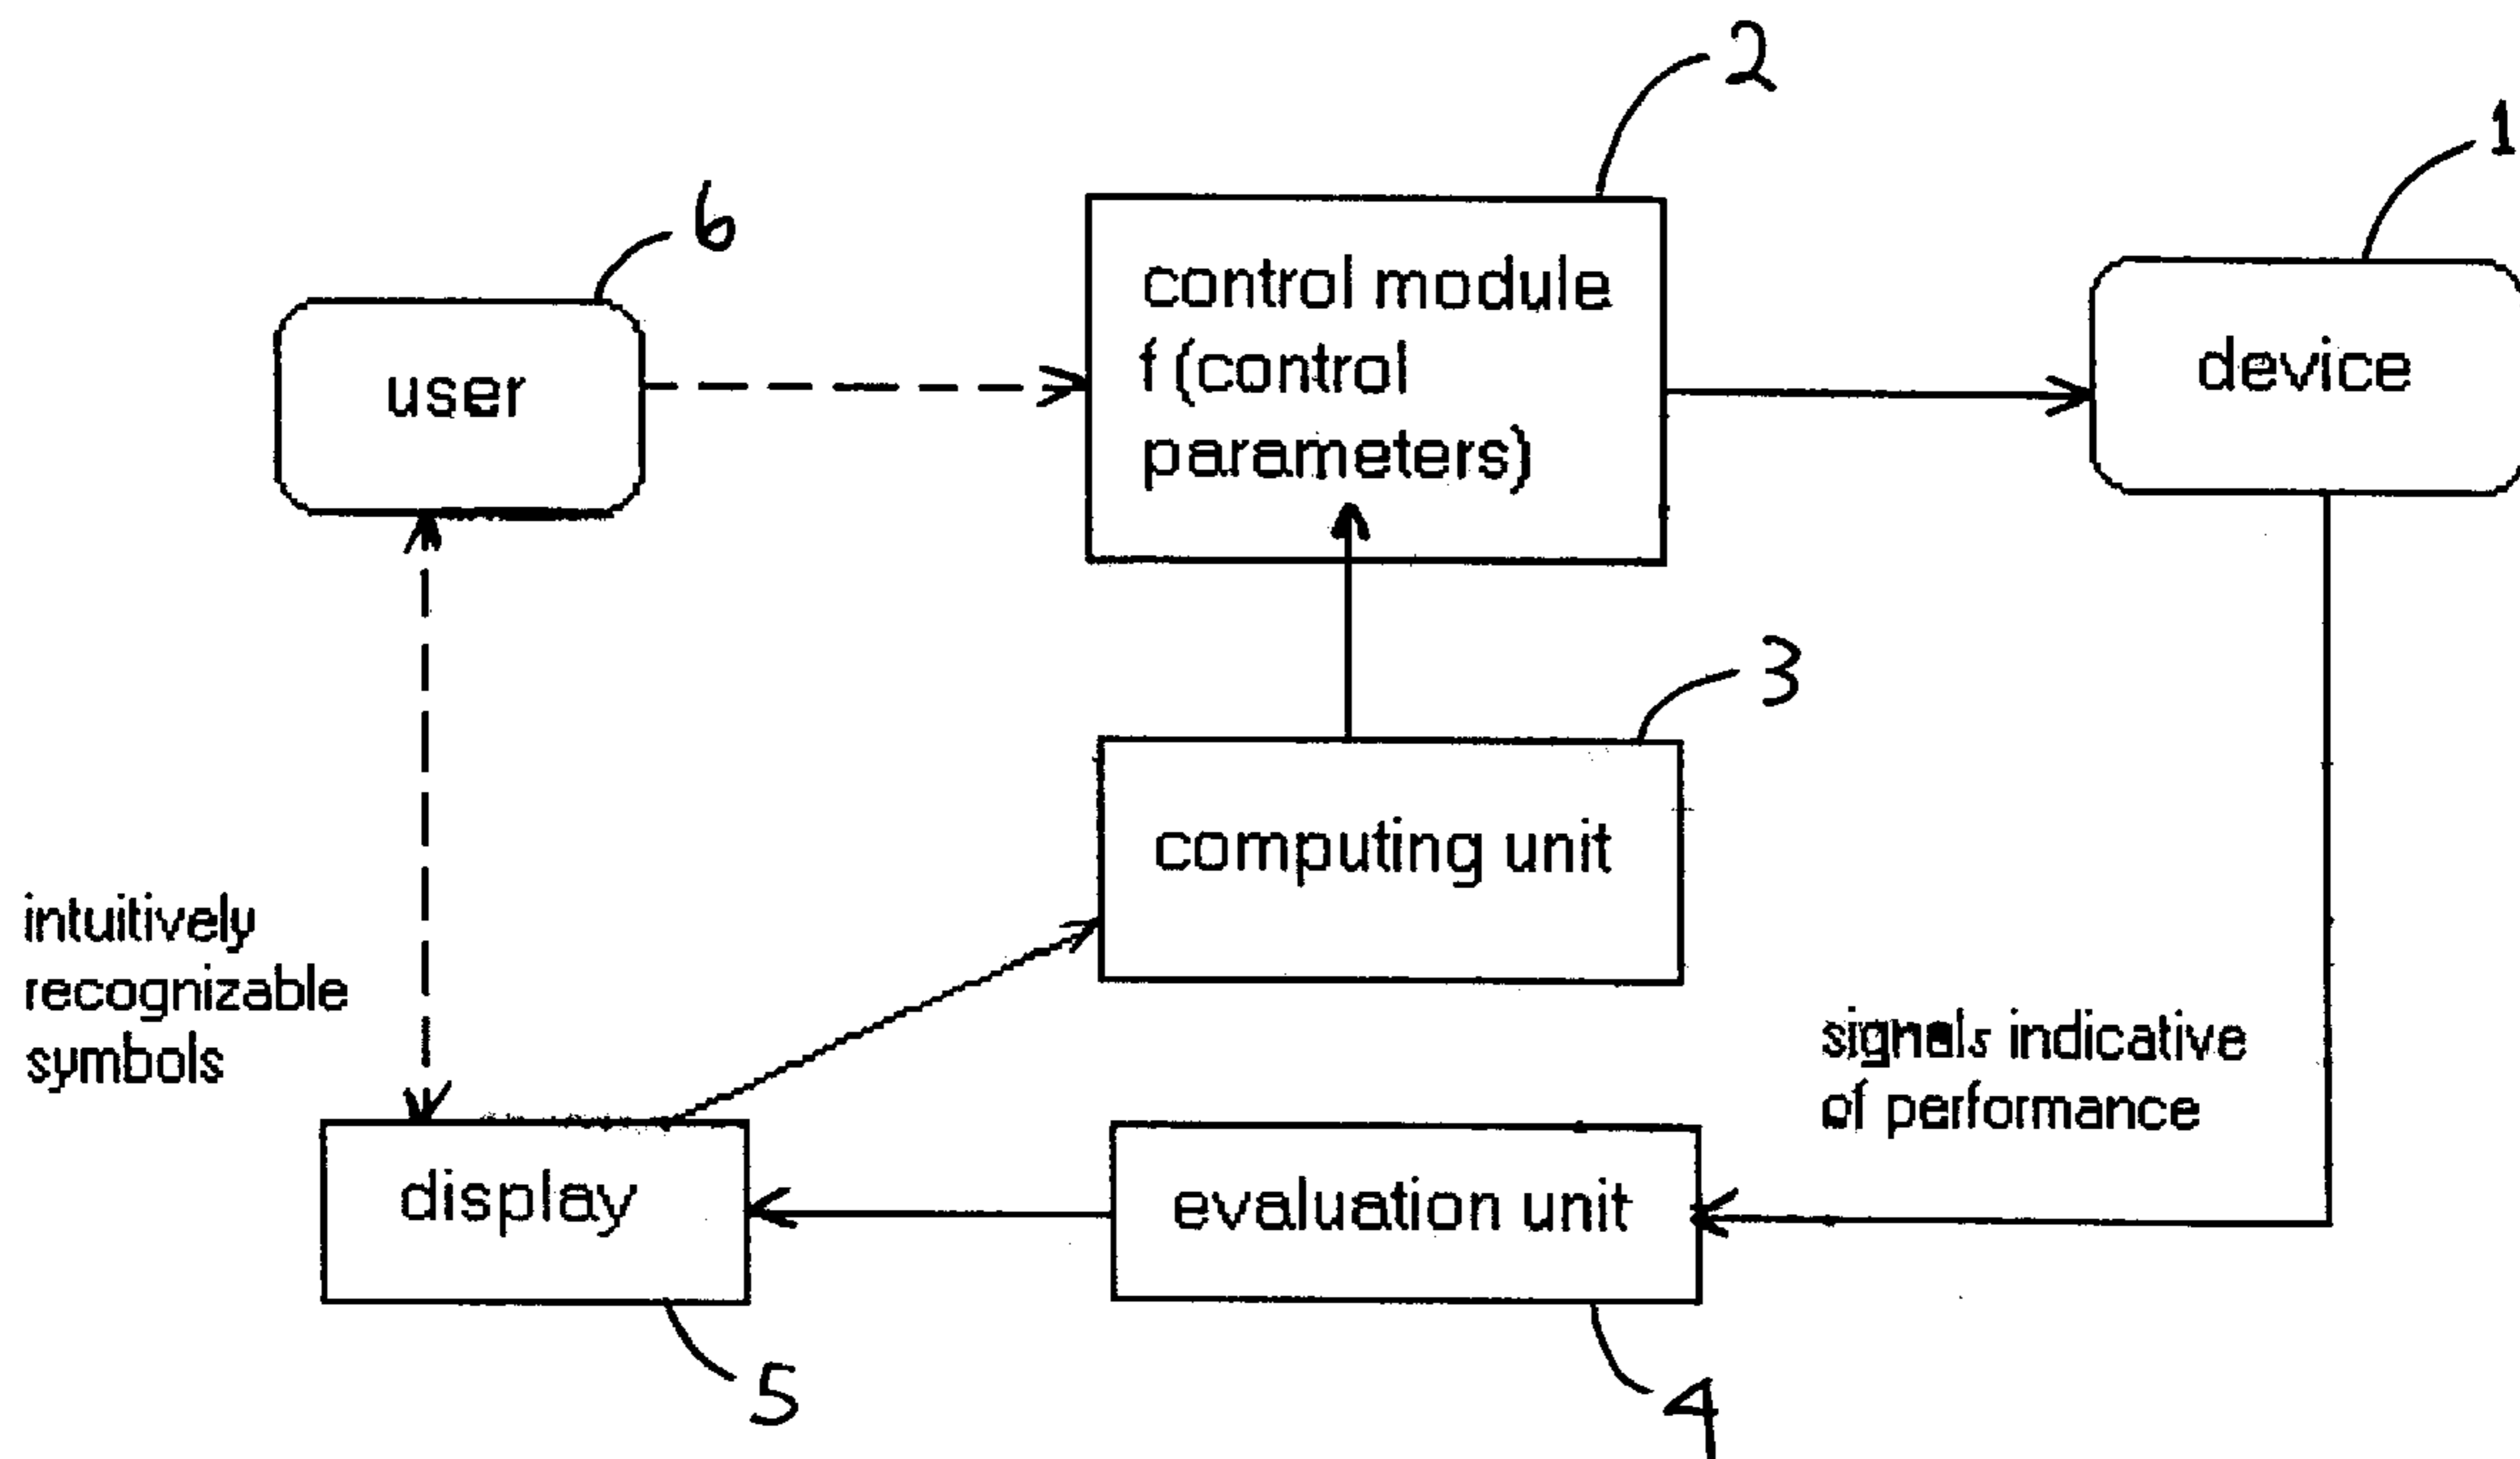 2
1
6
control module
f (control
parameters)
device
user
3
computing unit
intuitively
recognizable
symbols
signals indicative
of performance
display
evaluation unit
5
4